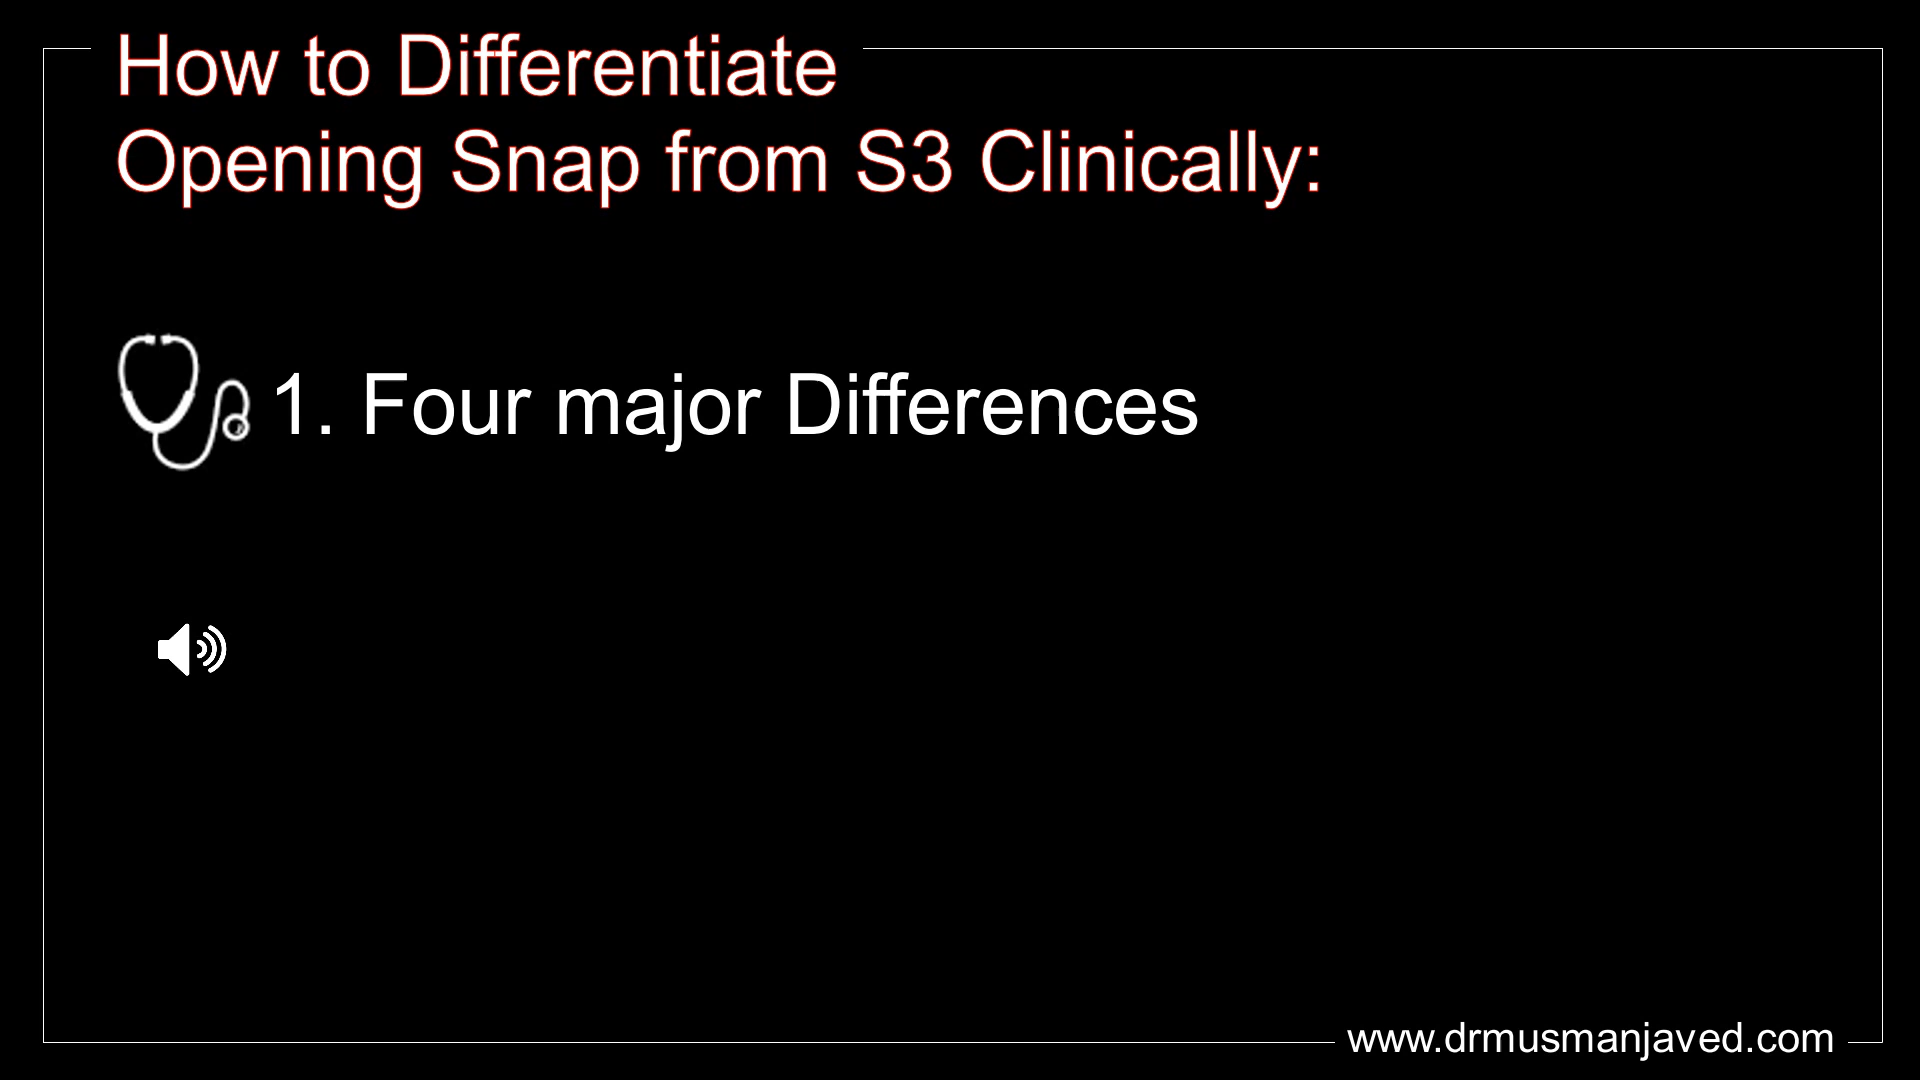 How to Differentiate
Opening Snap from S3 Clinically:
1. Four major Differences
www.drmusmanjaved.com